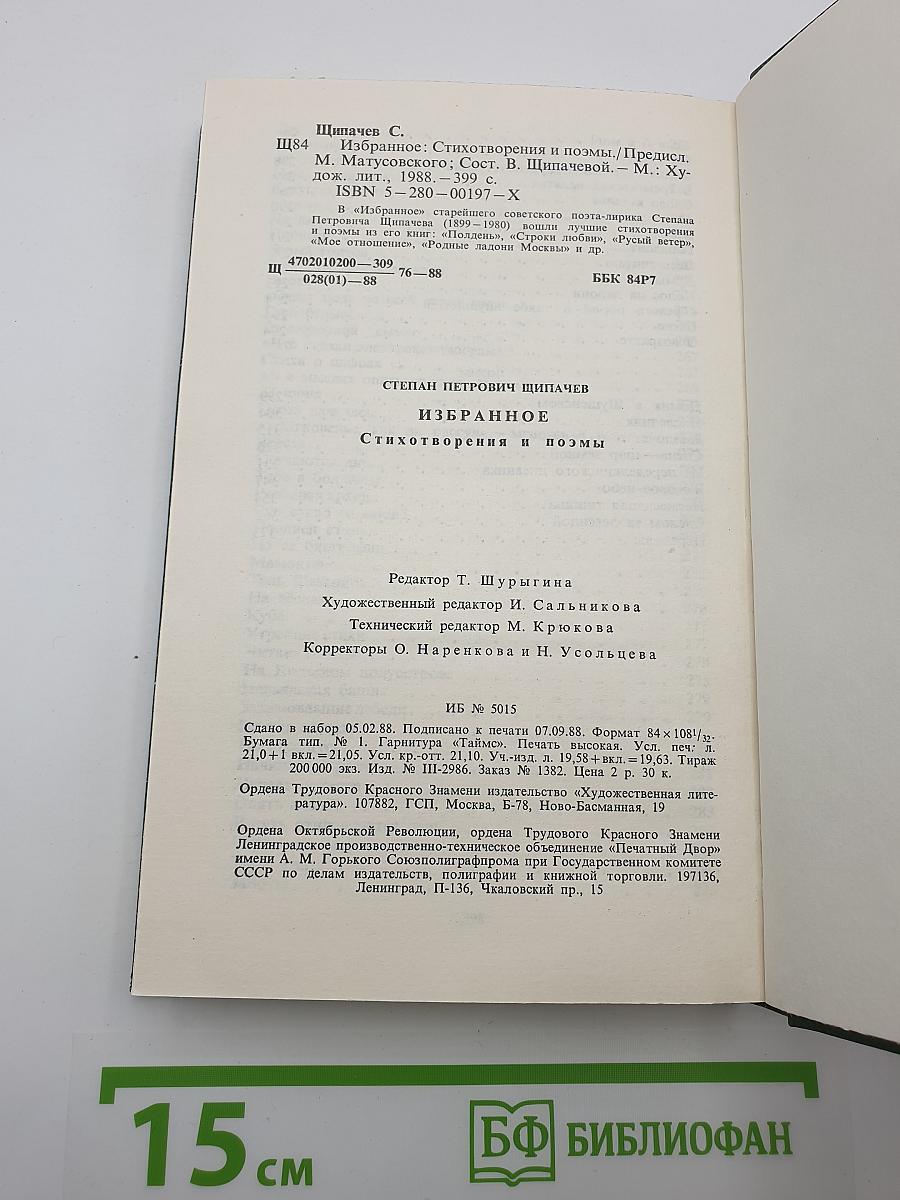 Щипачев С.
Щ84 Избранное: Стихотворения и поэмы./Предисл.
М. Матусовского; Сост. В. Щипачевой. – М.: Ху-
дож. лит., 1988. – 399 с.
ISBN 5–280–00197–X
В «Избранное» старейшего советского поэта-лирика Степана
Петровича Щипачева (1899–1980) вошли лучшие стихотворения
и поэмы из его книг: «Полдень», «Строки любви», «Русый ветер»,
«Мое отношение», «Родные ладони Москвы» и др.
Щ 4702010200—309 76—88
028(01)—88
ББК 84Р7
СТЕПАН ПЕТРОВИЧ ЩИПАЧЕВ
ИЗБРАННОЕ
Стихотворения и поэмы
Редактор Т. Шурыгина
Художественный редактор И. Сальникова
Технический редактор М. Крюкова
Корректоры О. Наренкова и Н. Усольцева
ИБ № 5015
Сдано в набор 05.02.88. Подписано к печати 07.09.88. Формат 84×108¹/₃₂.
Бумага тип. № 1. Гарнитура «Таймс». Печать высокая. Усл. печ. л.
21,0+1 вкл.=21,05. Усл. кр.-отт. 21,10. Уч.-изд. л. 19,58+вкл.=19,63. Тираж
200 000 экз. Изд. № III-2986. Заказ № 1382. Цена 2 р. 30 к.
Ордена Трудового Красного Знамени издательство «Художественная лите-
ратура». 107882, ГСП, Москва, Б-78, Ново-Басманная, 19
Ордена Октябрьской Революции, ордена Трудового Красного Знамени
Ленинградское производственно-техническое объединение «Печатный Двор»
имени А. М. Горького Союзполиграфпрома при Государственном комитете
СССР по делам издательств, полиграфии и книжной торговли. 197136,
Ленинград, П-136, Чкаловский пр., 15
15 см
БФ БИБЛИОФАН